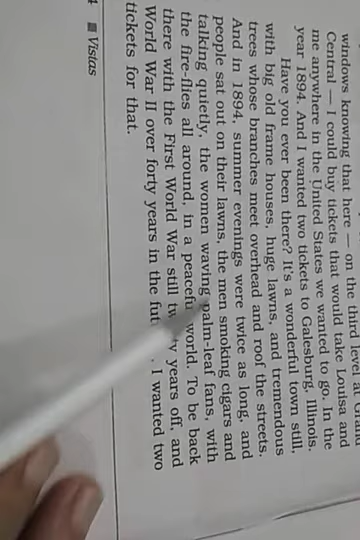 windows knowing that here — on the third level at Grand
Central — I could buy tickets that would take Louisa and
me anywhere in the United States we wanted to go. In the
year 1894. And I wanted two tickets to Galesburg, Illinois.
Have you ever been there? It's a wonderful town still,
with big old frame houses, huge lawns, and tremendous
trees whose branches meet overhead and roof the streets.
And in 1894, summer evenings were twice as long, and
people sat out on their lawns, the men smoking cigars and
talking quietly, the women waving palm-leaf fans, with
the fire-flies all around, in a peaceful world. To be back
there with the First World War still twenty years off, and
World War II over forty years in the I wanted two
tickets for that.
4 ■ Vistas